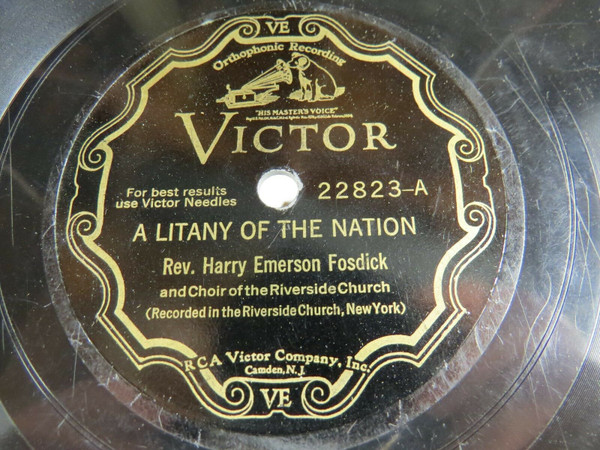 VE
Orthophonic Recording
"HIS MASTER'S VOICE"
VICTOR
For best results
use Victor Needles
22823-A
A LITANY OF THE NATION
Rev. Harry Emerson Fosdick
and Choir of the Riverside Church
(Recorded in the Riverside Church, New York)
RCA Victor Company, Inc.
Camden, N.J.
VE